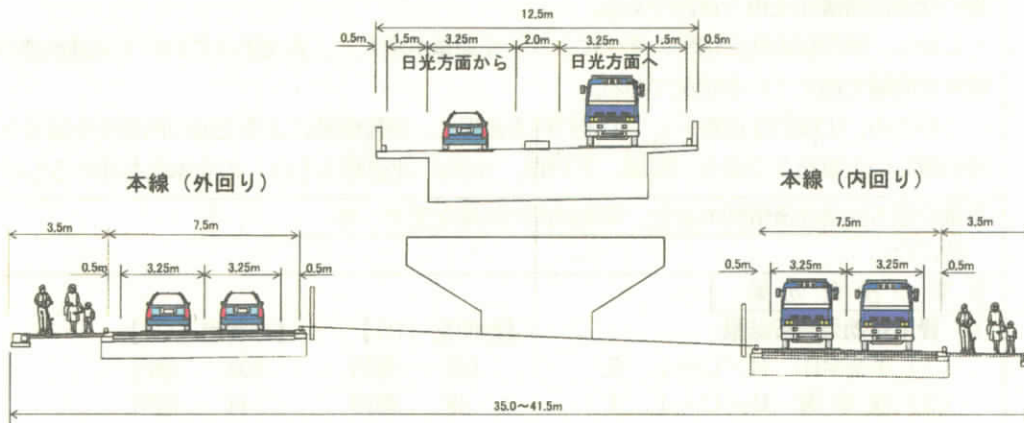 12.5m
0.5m 1.5m 3.25m 2.0m 3.25m 1.5m 0.5m
日光方面から 日光方面へ
本線（外回り） 本線（内回り）
3.5m 7.5m 7.5m 3.5m
0.5m 3.25m 3.25m 0.5m 0.5m 3.25m 3.25m 0.5m
35.0～41.5m